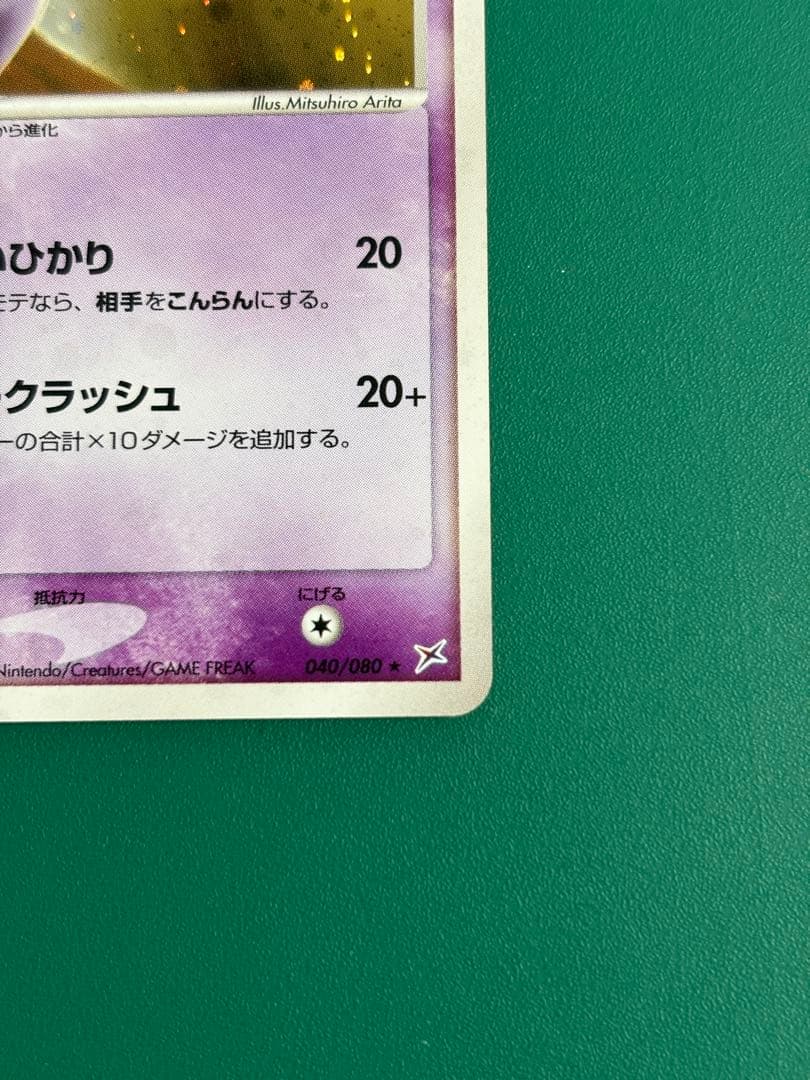 Illus.Mitsuhiro Arita
から進化
いひかり 20
モテなら、相手をこんらんにする。
クラッシュ 20+
ーの合計×10ダメージを追加する。
抵抗力 にげる
Nintendo/Creatures/GAME FREAK 040/080 ★